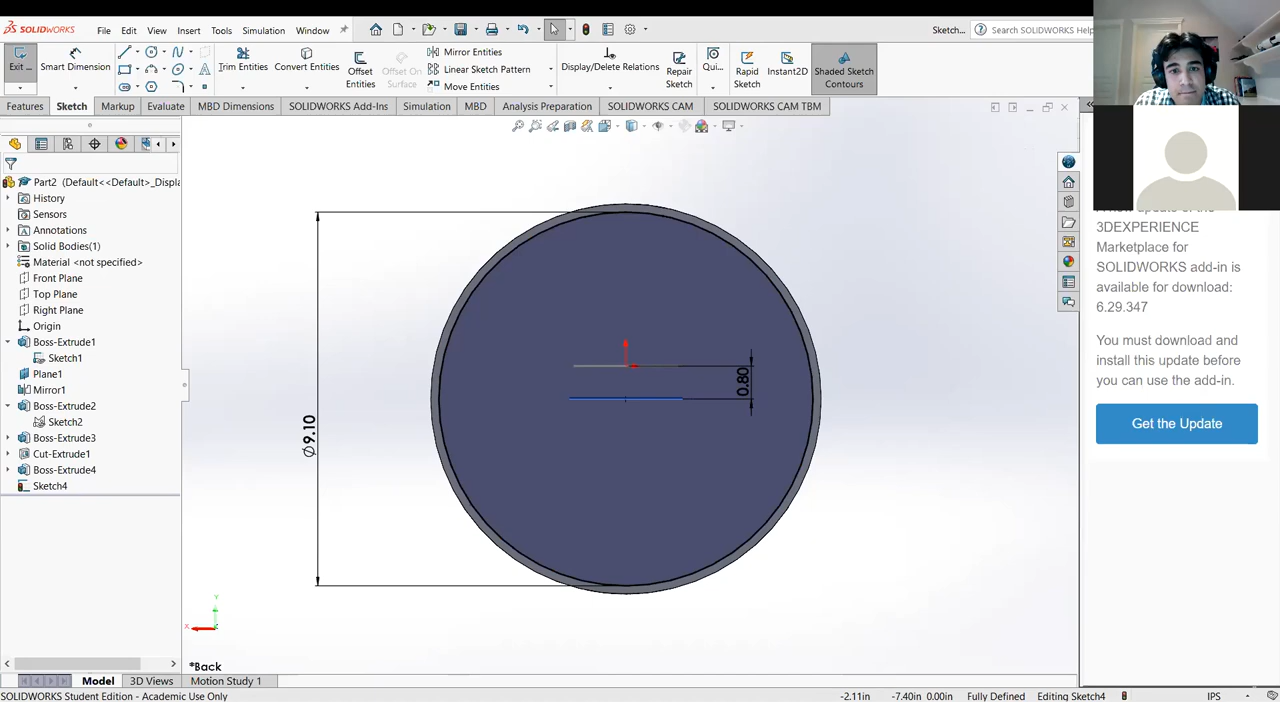 SOLIDWORKS File Edit View Insert Tools Simulation Window Sketch... Search SOLIDWORKS Help
Exit ... Smart Dimension Trim Entities Convert Entities Offset Entities Offset On Surface Mirror Entities Linear Sketch Pattern Move Entities Display/Delete Relations Repair Sketch Qui... Rapid Sketch Instant2D Shaded Sketch Contours
Features Sketch Markup Evaluate MBD Dimensions SOLIDWORKS Add-Ins Simulation MBD Analysis Preparation SOLIDWORKS CAM SOLIDWORKS CAM TBM
Part2 (Default<<Default>_Displa
History
Sensors
Annotations
Solid Bodies(1)
Material <not specified>
Front Plane
Top Plane
Right Plane
Origin
Boss-Extrude1
Sketch1
Plane1
Mirror1
Boss-Extrude2
Sketch2
Boss-Extrude3
Cut-Extrude1
Boss-Extrude4
Sketch4
∅9.10
0.80
Y
X
*Back
3DEXPERIENCE
Marketplace for
SOLIDWORKS add-in is
available for download:
6.29.347
You must download and
install this update before
you can use the add-in.
Get the Update
Model 3D Views Motion Study 1
SOLIDWORKS Student Edition - Academic Use Only -2.11in -7.40in 0.00in Fully Defined Editing Sketch4 IPS